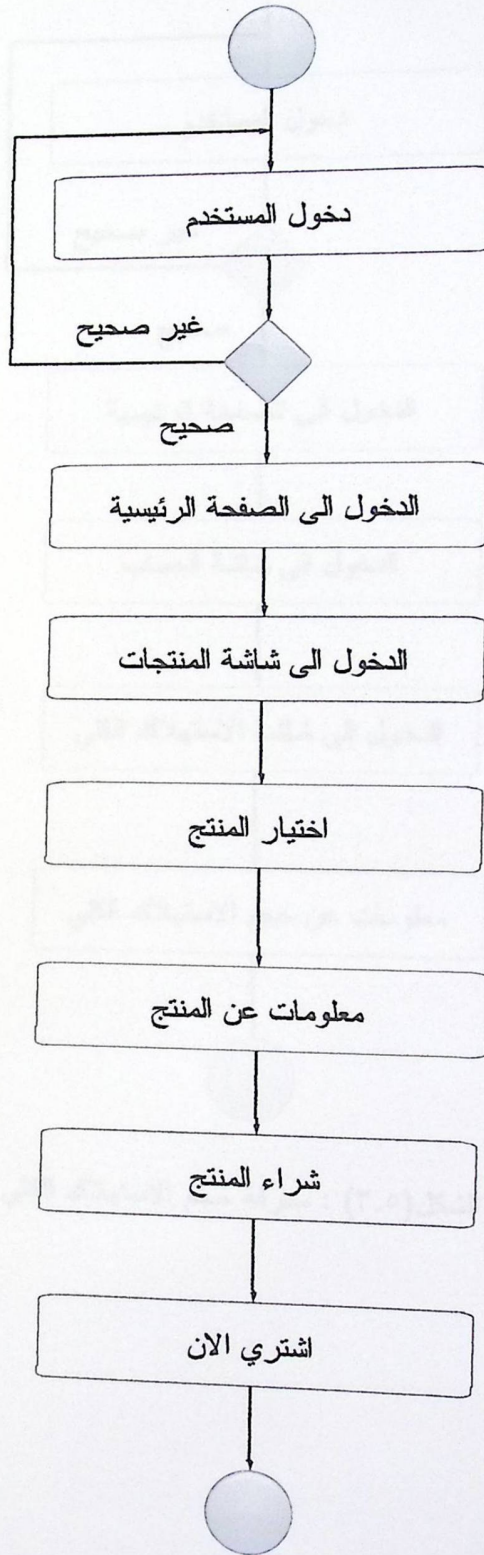 دخول المستخدم
غير صحيح
صحيح
الدخول الى الصفحة الرئيسية
الدخول الى شاشة المنتجات
اختيار المنتج
معلومات عن المنتج
شراء المنتج
اشتري الان